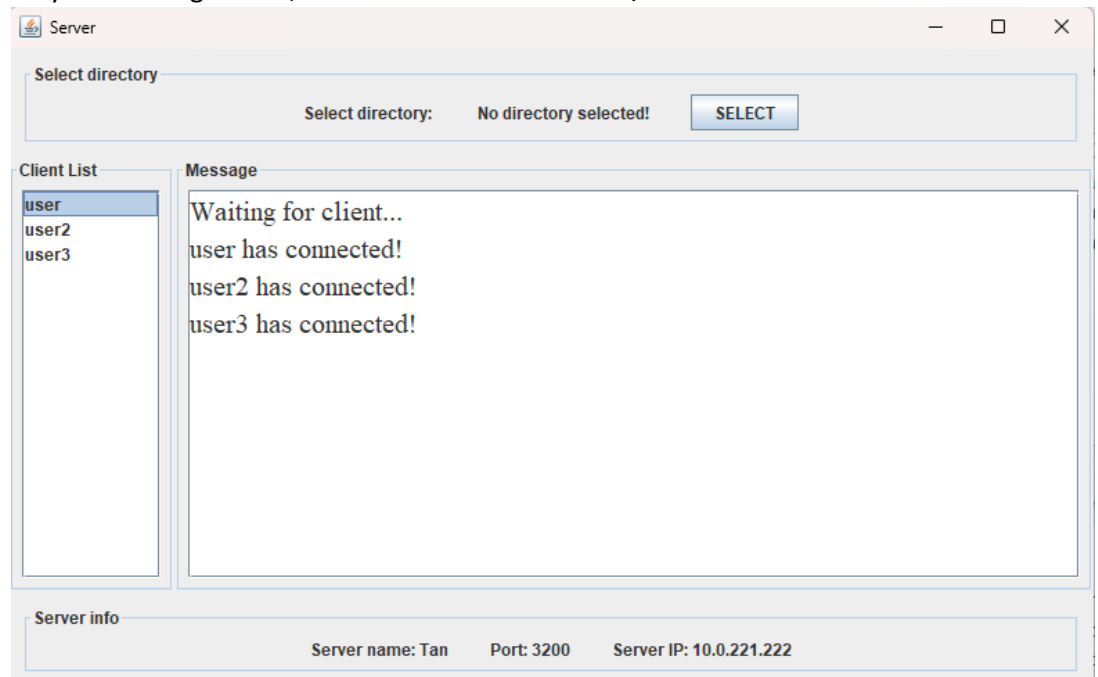 Server
Select directory
Select directory: No directory selected! SELECT
Client List
user
user2
user3
Message
Waiting for client...
user has connected!
user2 has connected!
user3 has connected!
Server info
Server name: Tan Port: 3200 Server IP: 10.0.221.222